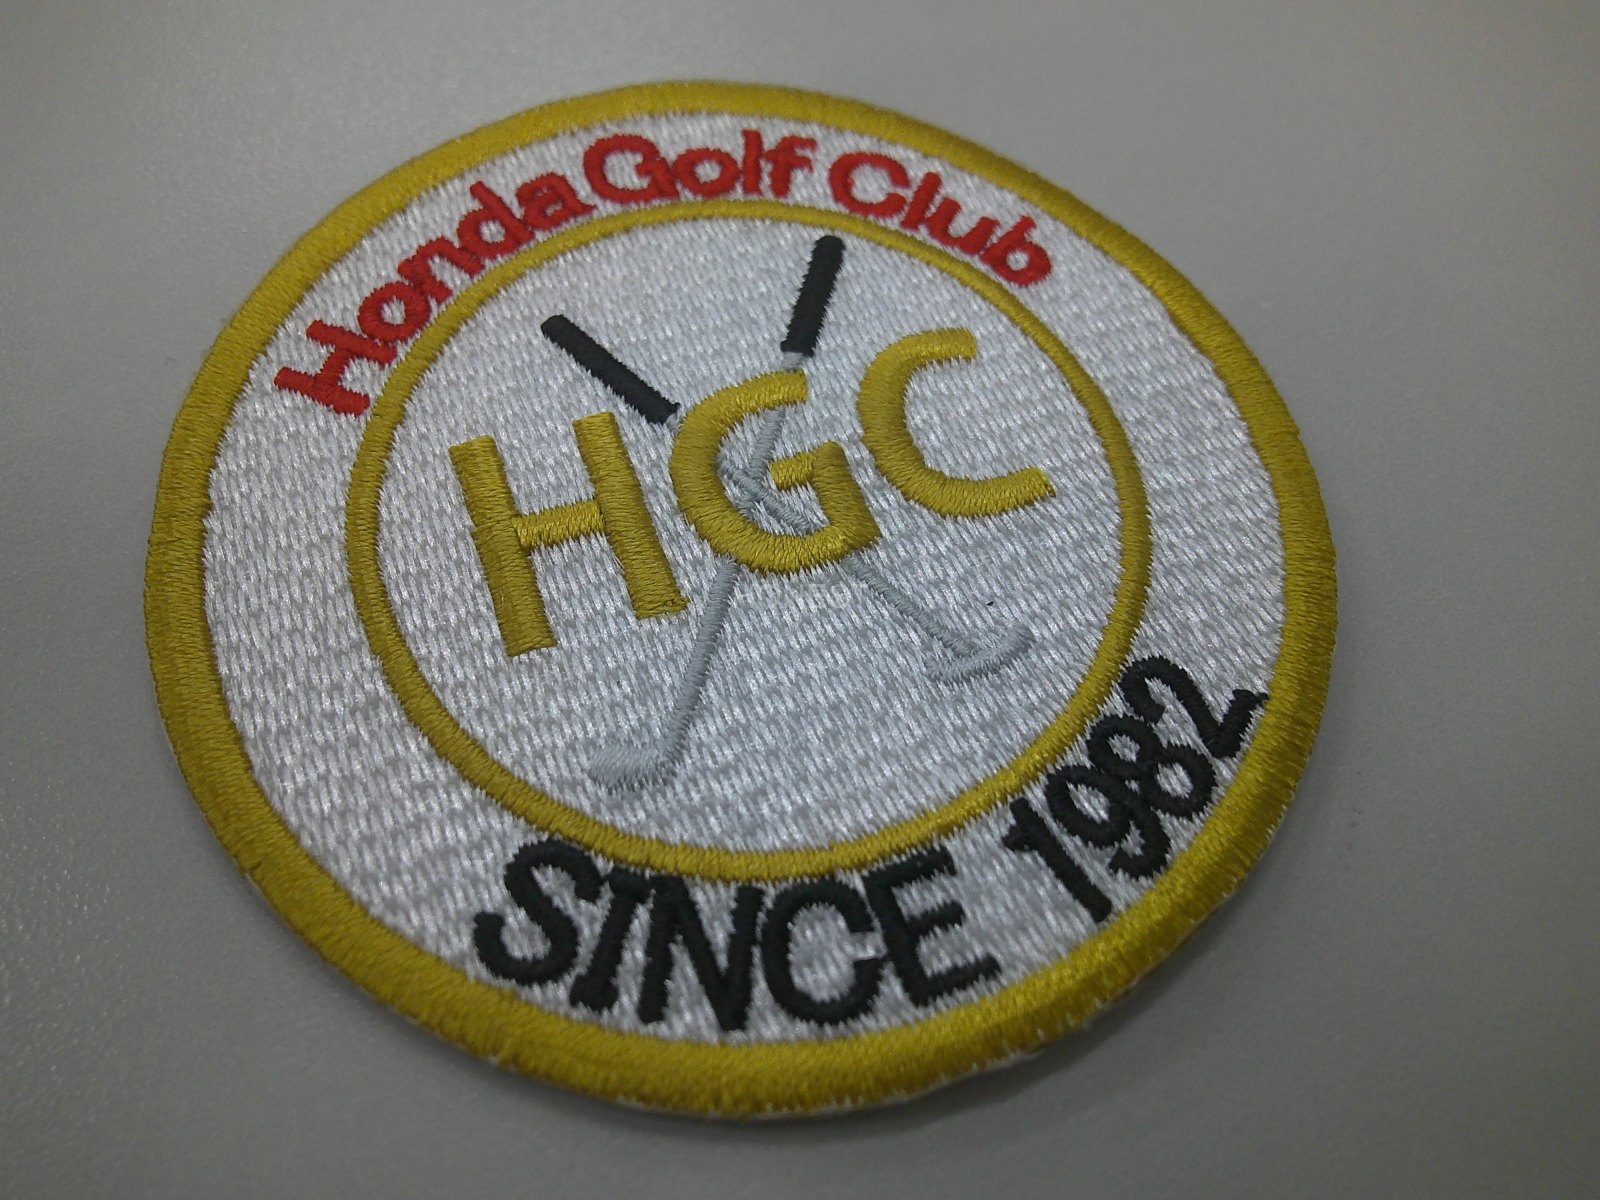 Honda Golf Club
HGC
SINCE 1982